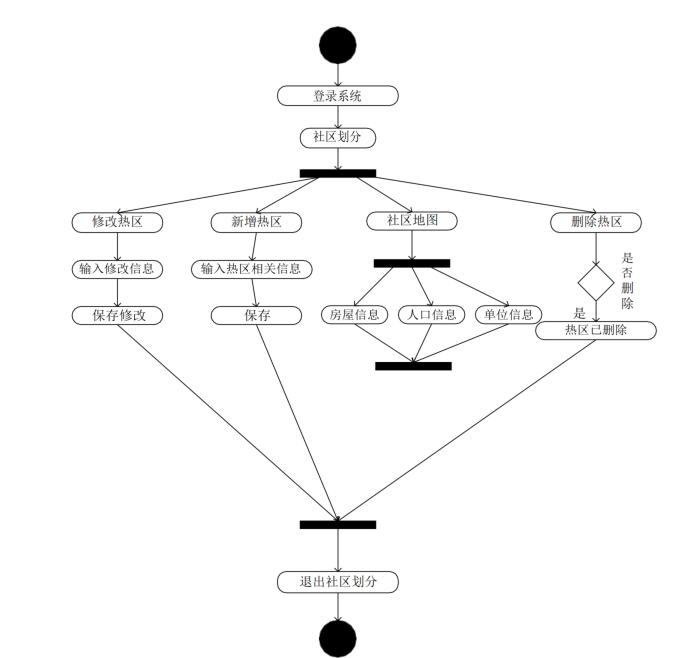 登录系统
社区划分
修改热区
新增热区
社区地图
删除热区
输入修改信息
输入热区相关信息
是否删除
保存修改
保存
房屋信息
人口信息
单位信息
是
热区已删除
退出社区划分